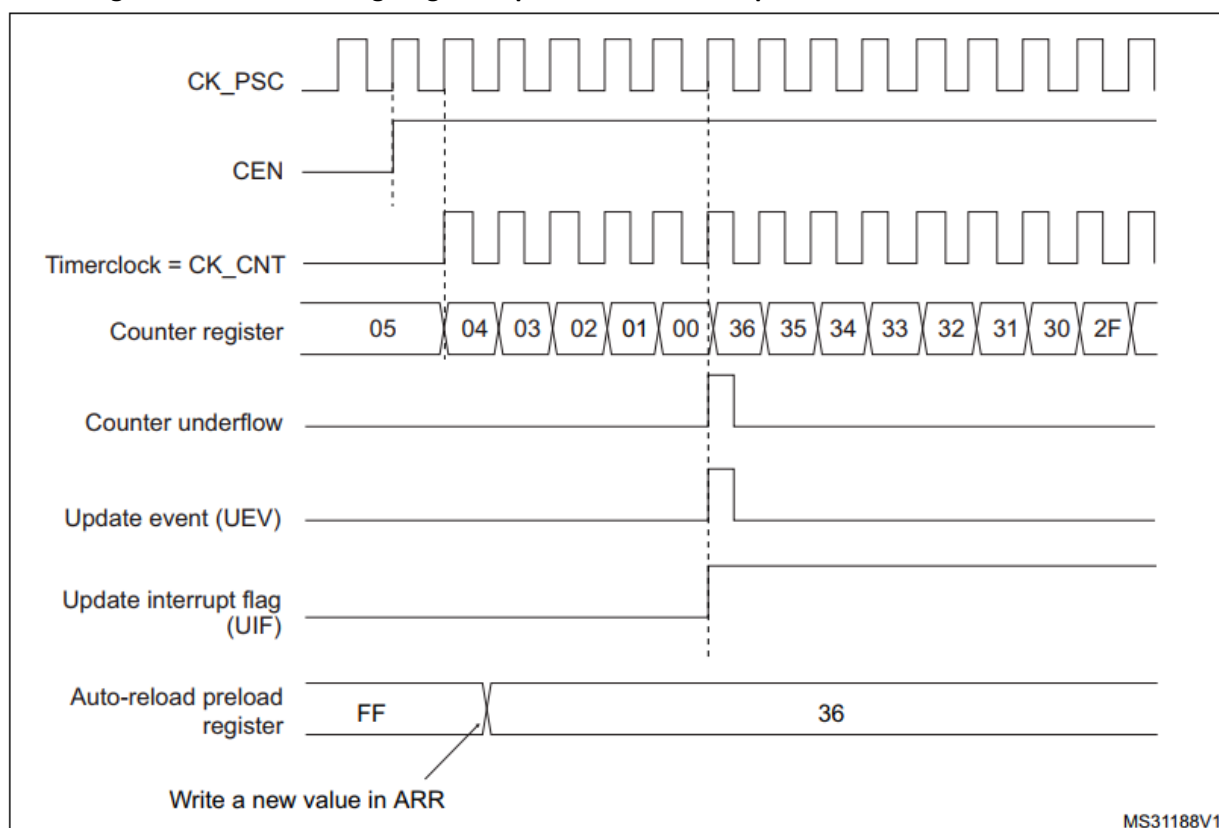 CK_PSC
CEN
Timerclock = CK_CNT
Counter register 05 04 03 02 01 00 36 35 34 33 32 31 30 2F
Counter underflow
Update event (UEV)
Update interrupt flag
(UIF)
Auto-reload preload
register FF 36
Write a new value in ARR
MS31188V1